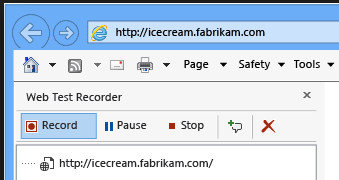 http://icecream.fabrikam.com
Page Safety Tools
Web Test Recorder
Record Pause Stop
http://icecream.fabrikam.com/